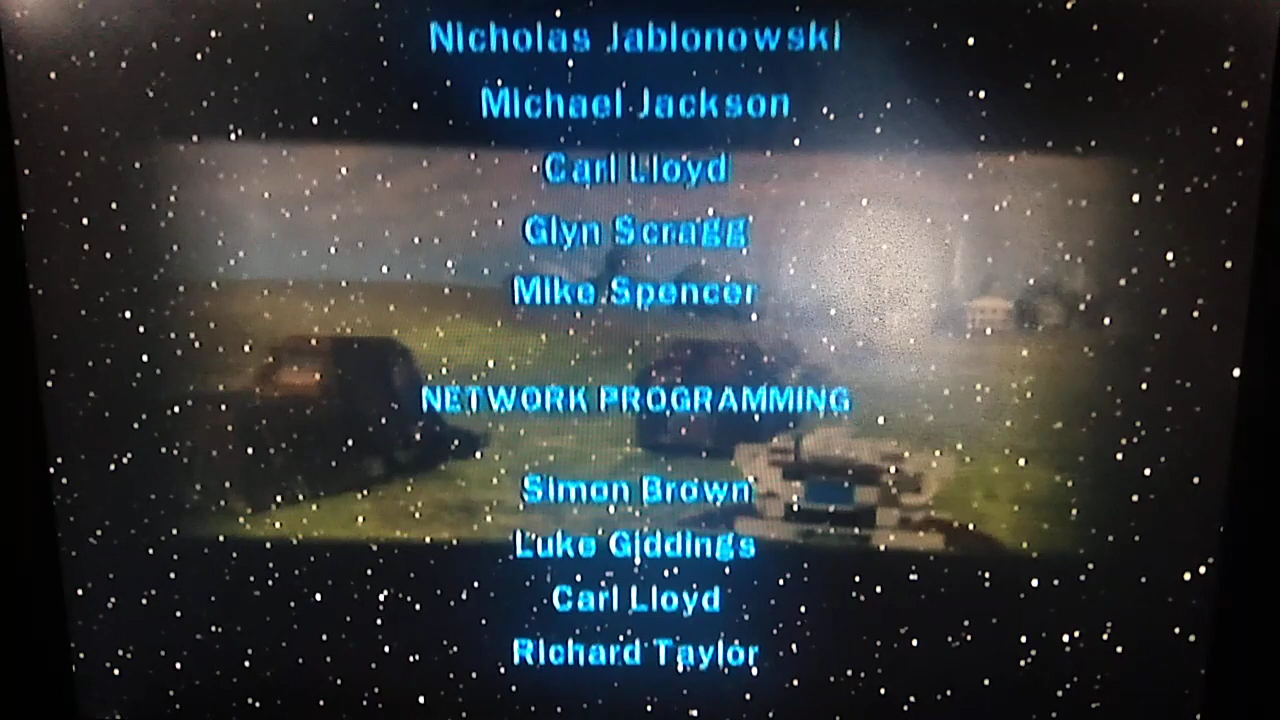 Nicholas Jablonowski
Michael Jackson
Carl Lloyd
Glyn Scragg
Mike Spencer
NETWORK PROGRAMMING
Simon Brown
Luke Giddings
Carl Lloyd
Richard Taylor